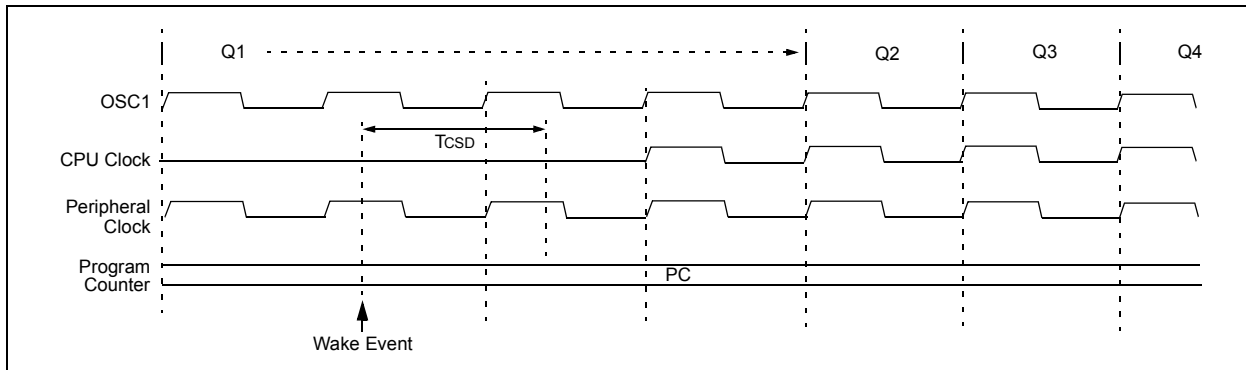 Q1 Q2 Q3 Q4
OSC1
TCSD
CPU Clock
Peripheral
Clock
Program
Counter
PC
Wake Event